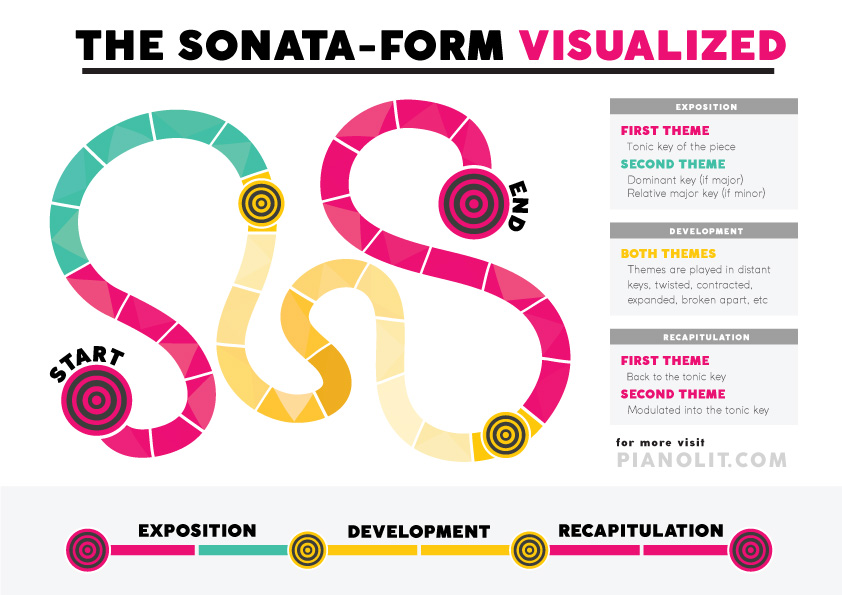 THE SONATA-FORM VISUALIZED
START
END
EXPOSITION
FIRST THEME
Tonic key of the piece
SECOND THEME
Dominant key (if major)
Relative major key (if minor)
DEVELOPMENT
BOTH THEMES
Themes are played in distant
keys, twisted, contracted,
expanded, broken apart, etc
RECAPITULATION
FIRST THEME
Back to the tonic key
SECOND THEME
Modulated into the tonic key
for more visit
PIANOLIT.COM
EXPOSITION
DEVELOPMENT
RECAPITULATION